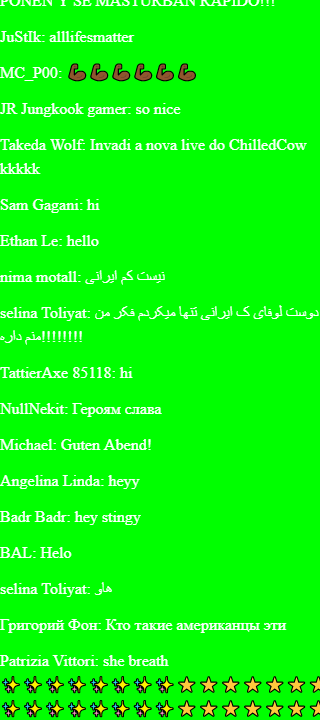 PONEN Y SE MASTURBAN RAPIDO!!!
JuStIk: alllifesmatter
MC_P00: 💪🏿💪🏿💪🏿💪🏿💪🏿💪🏿
JR Jungkook gamer: so nice
Takeda Wolf: Invadi a nova live do ChilledCow
kkkkk
Sam Gagani: hi
Ethan Le: hello
nima motall: نیست کم ایرانی
selina Toliyat: دوست لوفای ک ایرانی تنها میکردم فکر من
منم داره!!!!!!!!
TattierAxe 85118: hi
NullNekit: Героям слава
Michael: Guten Abend!
Angelina Linda: heyy
Badr Badr: hey stingy
BAL: Helo
selina Toliyat: های
Григорий Фон: Кто такие американцы эти
Patrizia Vittori: she breath
✨✨✨✨✨✨✨✨⭐⭐⭐⭐⭐⭐⭐
✨✨✨✨✨✨✨✨⭐⭐⭐⭐⭐⭐⭐